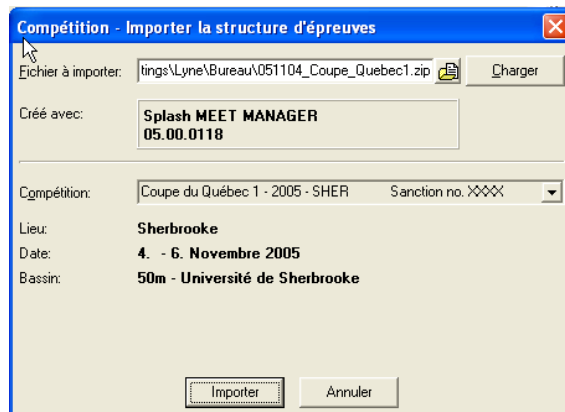 Compétition - Importer la structure d'épreuves
Fichier à importer: tings\Lyne\Bureau\051104_Coupe_Quebec1.zip Charger
Créé avec: Splash MEET MANAGER
05.00.0118
Compétition: Coupe du Québec 1 - 2005 - SHER Sanction no. XXXX
Lieu: Sherbrooke
Date: 4. - 6. Novembre 2005
Bassin: 50m - Université de Sherbrooke
Importer Annuler